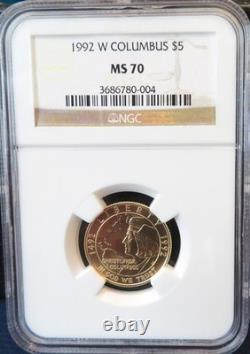 1992 W COLUMBUS $5
MS 70
3686780-004
NGC
LIBERTY
1492
1992
CHRISTOPHER
COLUMBUS
IN GOD WE TRUST